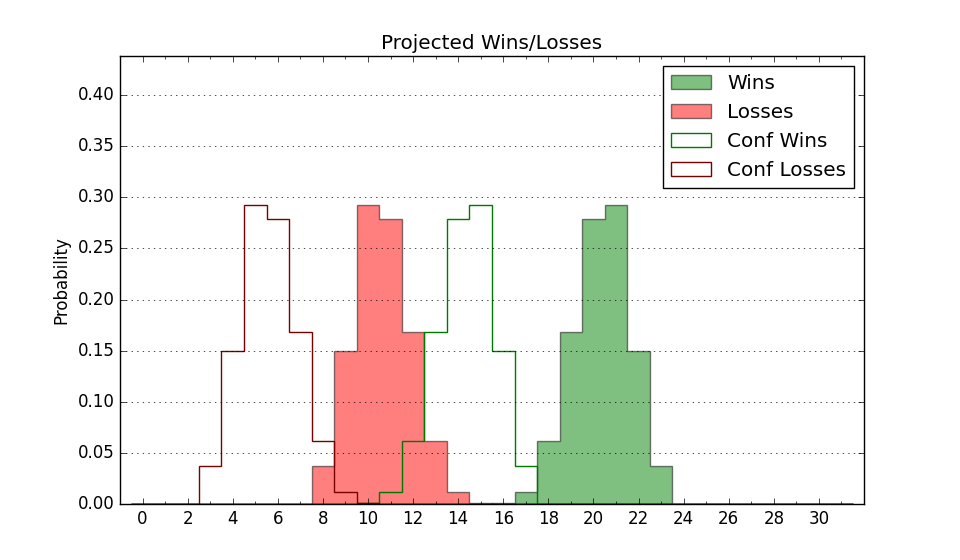 Projected Wins/Losses
Wins
Losses
Conf Wins
Conf Losses
Probability
0.40
0.35
0.30
0.25
0.20
0.15
0.10
0.05
0.00
0 2 4 6 8 10 12 14 16 18 20 22 24 26 28 30